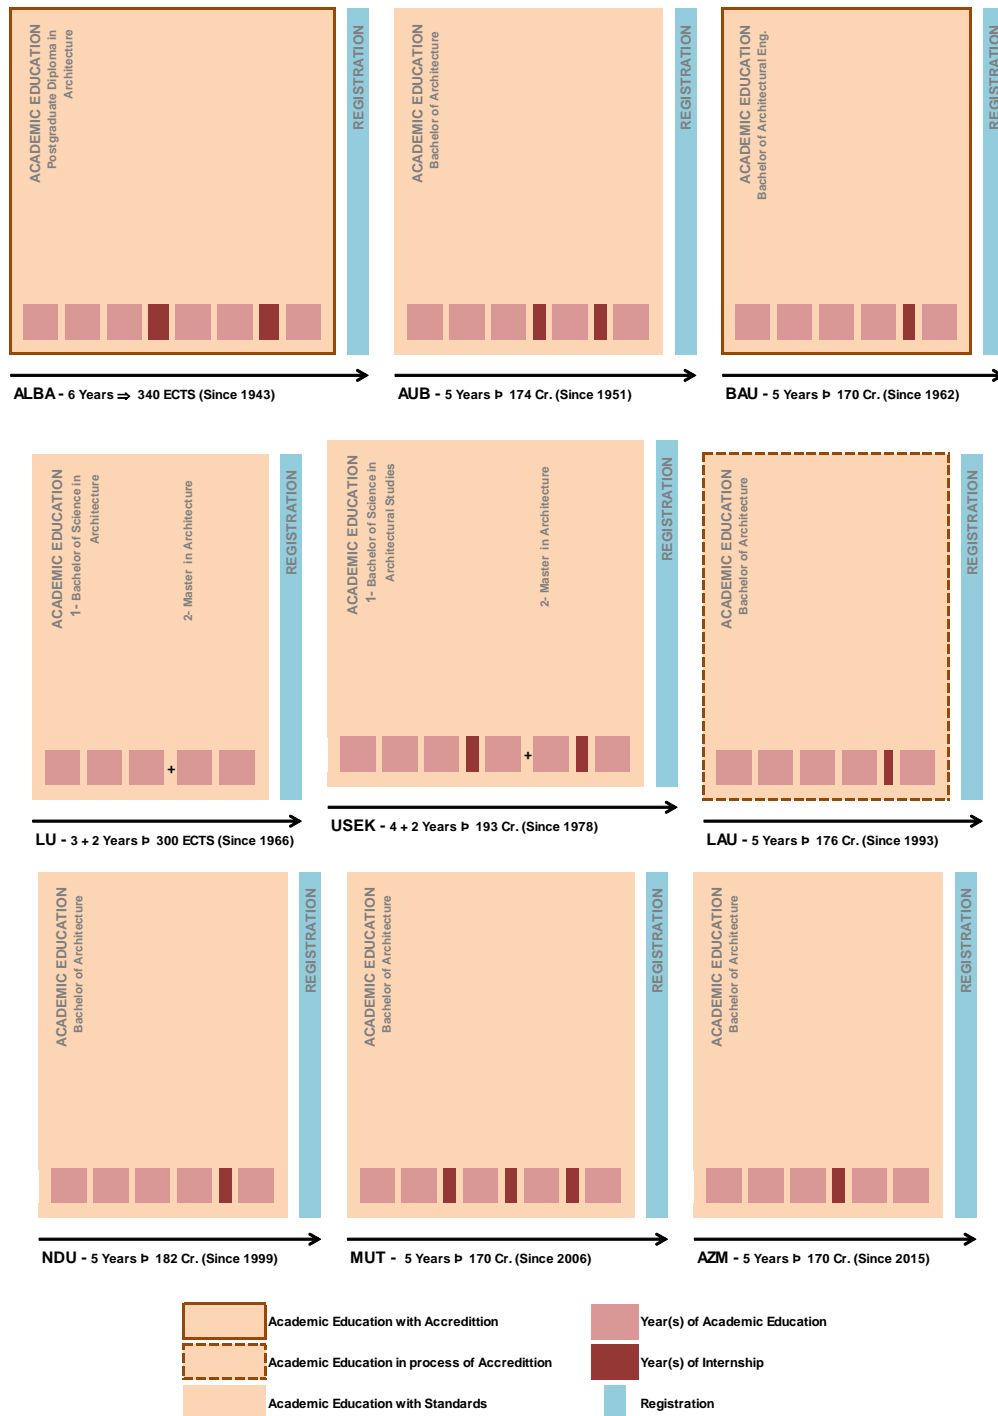 ACADEMIC EDUCATION
Postgraduate Diploma in
Architecture
REGISTRATION
ALBA - 6 Years ⇒ 340 ECTS (Since 1943)
ACADEMIC EDUCATION
Bachelor of Architecture
REGISTRATION
AUB - 5 Years Þ 174 Cr. (Since 1951)
ACADEMIC EDUCATION
Bachelor of Architectural Eng.
REGISTRATION
BAU - 5 Years Þ 170 Cr. (Since 1962)
ACADEMIC EDUCATION
1- Bachelor of Science in
Architecture
2- Master in Architecture
REGISTRATION
+
LU - 3 + 2 Years Þ 300 ECTS (Since 1966)
ACADEMIC EDUCATION
1- Bachelor of Science in
Architectural Studies
2- Master in Architecture
REGISTRATION
+
USEK - 4 + 2 Years Þ 193 Cr. (Since 1978)
ACADEMIC EDUCATION
Bachelor of Architecture
REGISTRATION
LAU - 5 Years Þ 176 Cr. (Since 1993)
ACADEMIC EDUCATION
Bachelor of Architecture
REGISTRATION
NDU - 5 Years Þ 182 Cr. (Since 1999)
ACADEMIC EDUCATION
Bachelor of Architecture
REGISTRATION
MUT - 5 Years Þ 170 Cr. (Since 2006)
ACADEMIC EDUCATION
Bachelor of Architecture
REGISTRATION
AZM - 5 Years Þ 170 Cr. (Since 2015)
Academic Education with Accredittion
Academic Education in process of Accredittion
Academic Education with Standards
Year(s) of Academic Education
Year(s) of Internship
Registration